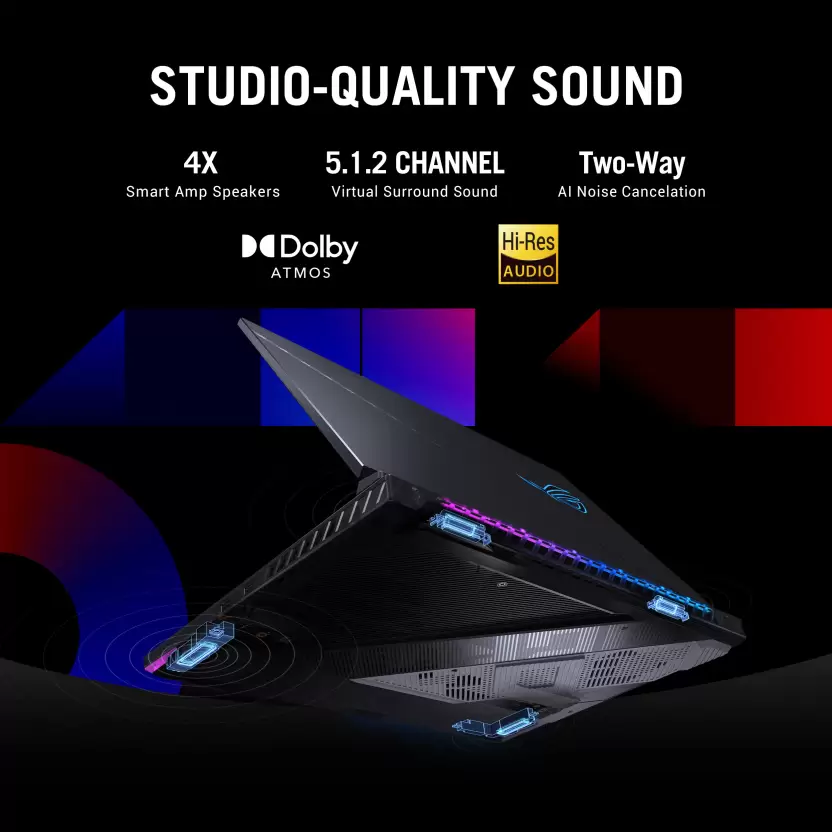 STUDIO-QUALITY SOUND
4X
Smart Amp Speakers
5.1.2 CHANNEL
Virtual Surround Sound
Two-Way
AI Noise Cancelation
Dolby
ATMOS
Hi-Res
AUDIO